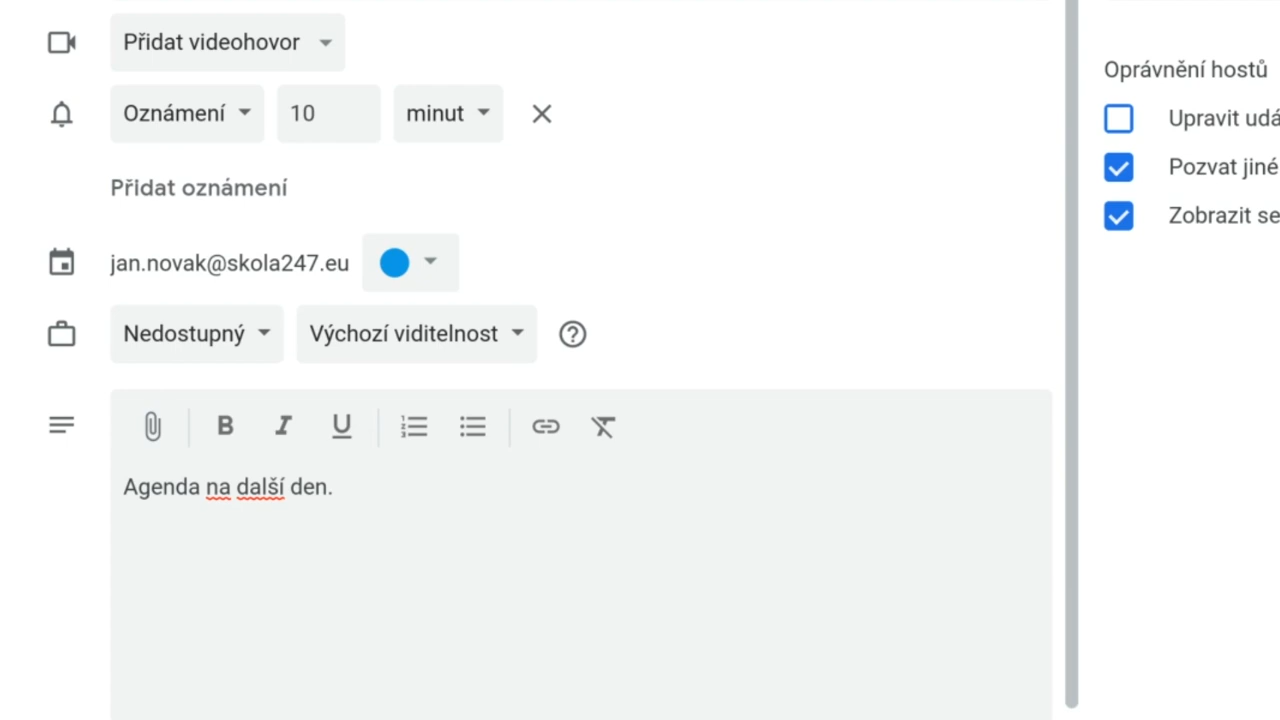 Přidat videohovor
Oznámení 10 minut
Přidat oznámení
jan.novak@skola247.eu
Nedostupný Výchozí viditelnost
B I U
Agenda na další den.
Oprávnění hostů
Upravit udá
Pozvat jiné
Zobrazit se